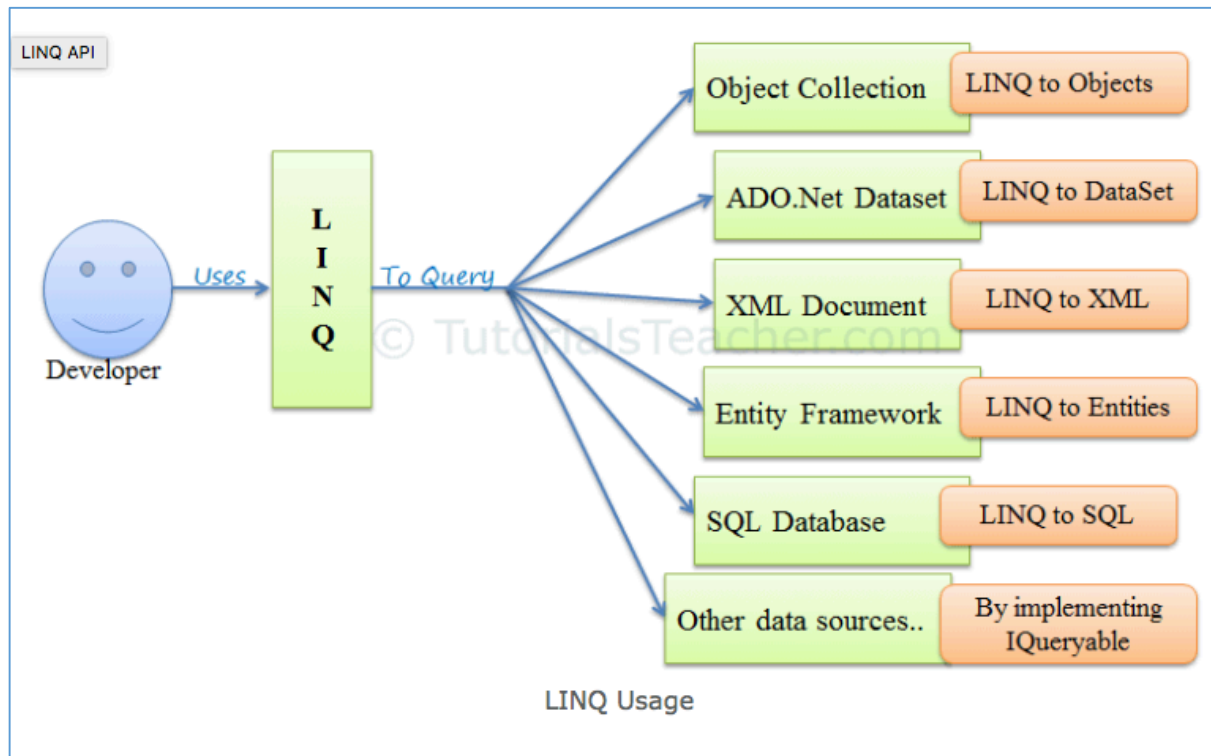 LINQ API
Object Collection
LINQ to Objects
ADO.Net Dataset
LINQ to DataSet
L
I
N
Q
Uses
To Query
XML Document
LINQ to XML
© TutorialsTeacher.com
Developer
Entity Framework
LINQ to Entities
SQL Database
LINQ to SQL
Other data sources..
By implementing
IQueryable
LINQ Usage